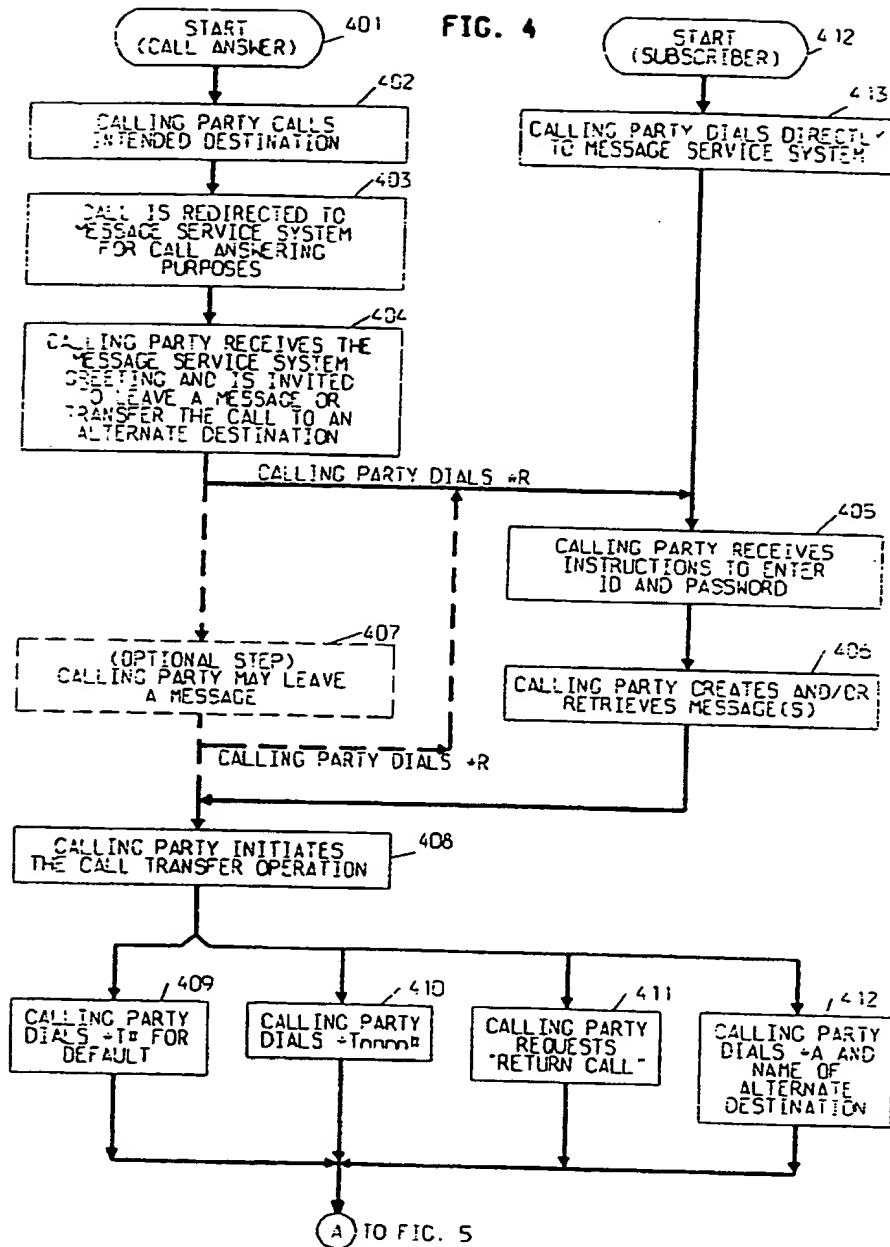 FIG. 4
START
(CALL ANSWER)
401
402
CALLING PARTY CALLS
INTENDED DESTINATION
403
CALL IS REDIRECTED TO
MESSAGE SERVICE SYSTEM
FOR CALL ANSWERING
PURPOSES
404
CALLING PARTY RECEIVES THE
MESSAGE SERVICE SYSTEM
GREETING AND IS INVITED
TO LEAVE A MESSAGE OR
TRANSFER THE CALL TO AN
ALTERNATE DESTINATION
CALLING PARTY DIALS *R
START
(SUBSCRIBER)
412
413
CALLING PARTY DIALS DIRECTLY
TO MESSAGE SERVICE SYSTEM
405
CALLING PARTY RECEIVES
INSTRUCTIONS TO ENTER
ID AND PASSWORD
406
CALLING PARTY CREATES AND/OR
RETRIEVES MESSAGE(S)
407
(OPTIONAL STEP)
CALLING PARTY MAY LEAVE
A MESSAGE
CALLING PARTY DIALS *R
CALLING PARTY INITIATES
THE CALL TRANSFER OPERATION
408
409
CALLING PARTY
DIALS *T# FOR
DEFAULT
410
CALLING PARTY
DIALS *Tnnnn#
411
CALLING PARTY
REQUESTS
"RETURN CALL"
412
CALLING PARTY
DIALS *A AND
NAME OF
ALTERNATE
DESTINATION
A TO FIG. 5